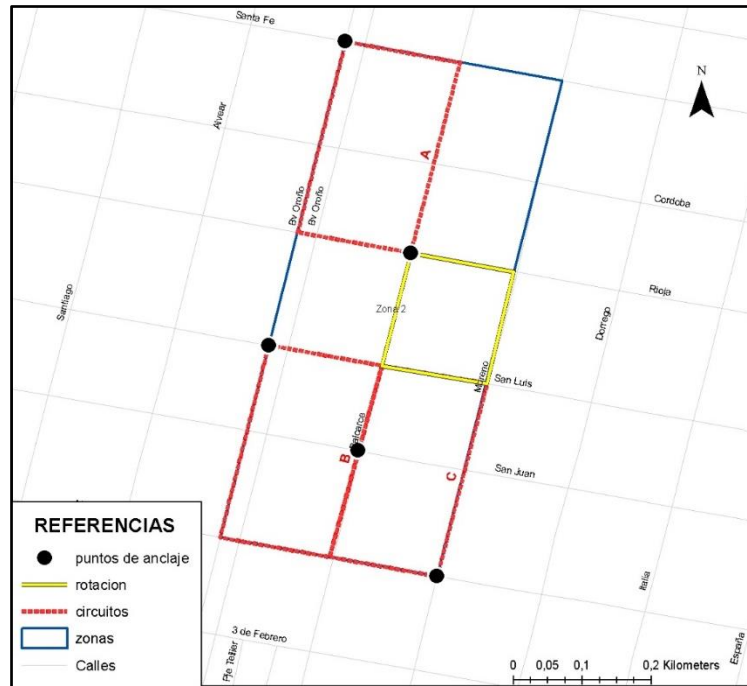 Santa Fe
N
Alvear
A
Cordoba
Bv Oroño
Bv Oroño
Rioja
Santiago
Zona 2
Dorrego
Moreno
San Luis
Balcarce
B
San Juan
C
Italia
España
3 de Febrero
Pje Tellier
REFERENCIAS
puntos de anclaje
rotacion
circuitos
zonas
Calles
0 0,05 0,1 0,2 Kilometers